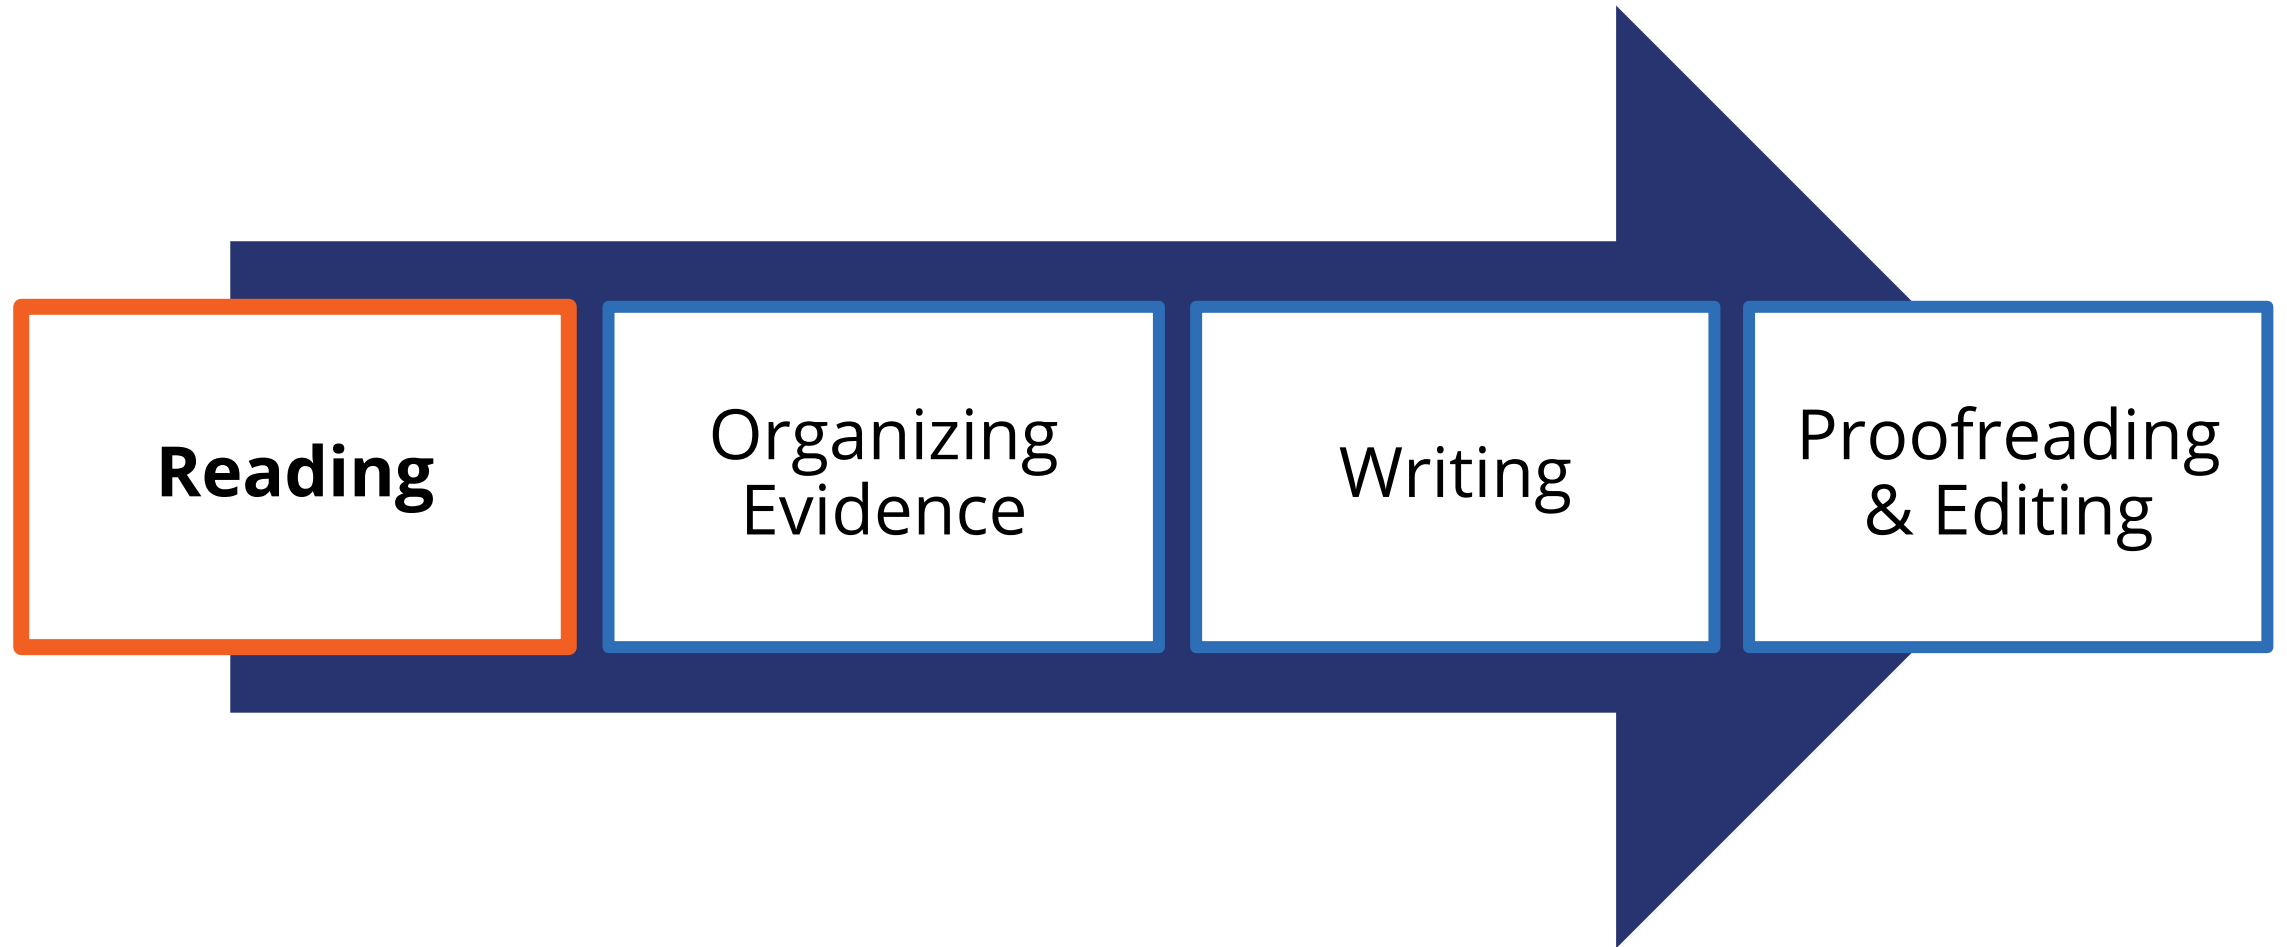 Reading
Organizing
Evidence
Writing
Proofreading
& Editing